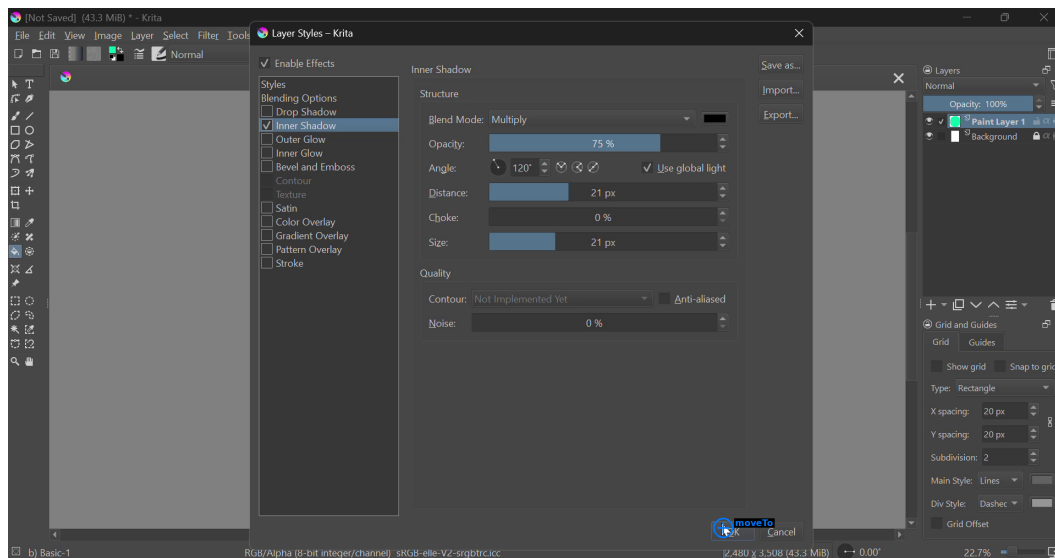 [Not Saved] (43.3 MiB) * - Krita
File Edit View Image Layer Select Filter Tools
Normal
Layer Styles – Krita
Enable Effects
Styles
Blending Options
Drop Shadow
Inner Shadow
Outer Glow
Inner Glow
Bevel and Emboss
Contour
Texture
Satin
Color Overlay
Gradient Overlay
Pattern Overlay
Stroke
Inner Shadow
Structure
Blend Mode: Multiply
Opacity: 75 %
Angle: 120° Use global light
Distance: 21 px
Choke: 0 %
Size: 21 px
Quality
Contour: Not Implemented Yet Anti-aliased
Noise: 0 %
Save as...
Import...
Export...
moveTo
OK Cancel
Layers
Normal
Opacity: 100%
Paint Layer 1
Background
Grid and Guides
Grid Guides
Show grid Snap to grid
Type: Rectangle
X spacing: 20 px
Y spacing: 20 px
Subdivision: 2
Main Style: Lines
Div Style: Dashec
Grid Offset
b) Basic-1 RGB/Alpha (8-bit integer/channel) sRGB-elle-V2-srgbtrc.icc 2,480 x 3,508 (43.3 MiB) 0.00° 22.7%